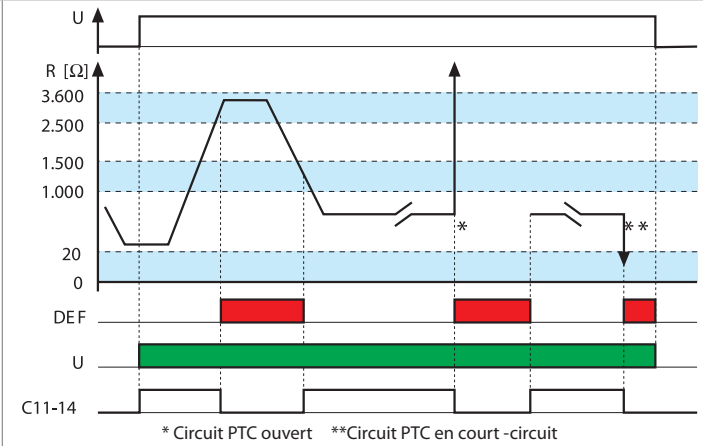 U
R [Ω]
3.600
2.500
1.500
1.000
*
* *
20
0
DEF
U
C11-14
* Circuit PTC ouvert **Circuit PTC en court -circuit